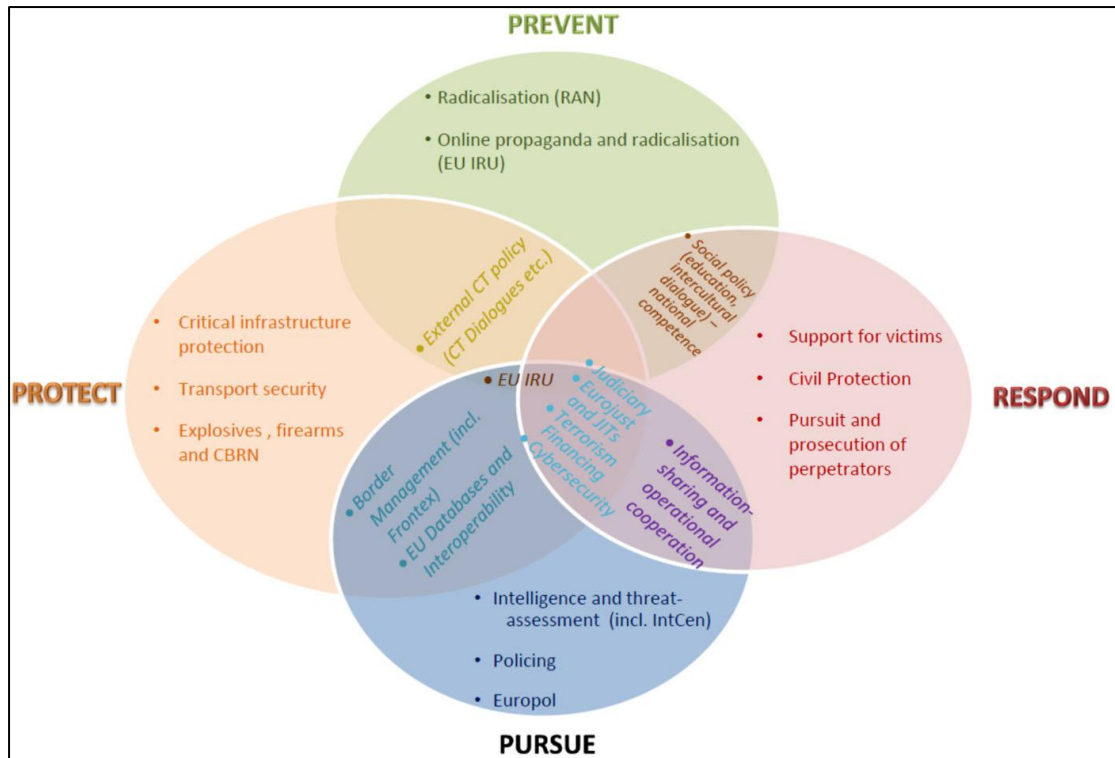 PREVENT
• Radicalisation (RAN)
• Online propaganda and radicalisation
(EU IRU)
PROTECT
• Critical infrastructure
protection
• Transport security
• Explosives , firearms
and CBRN
• External CT policy
(CT Dialogues etc.)
• Social policy
(education,
intercultural
dialogue) –
national
competence
RESPOND
• Support for victims
• Civil Protection
• Pursuit and
prosecution of
perpetrators
• EU IRU
• Judiciary
• Eurojust
and JITs
• Terrorism
Financing
• Cybersecurity
• Border
Management (incl.
Frontex)
• EU Databases and
Interoperability
• Information-
sharing and
operational
cooperation
• Intelligence and threat-
assessment (incl. IntCen)
• Policing
• Europol
PURSUE